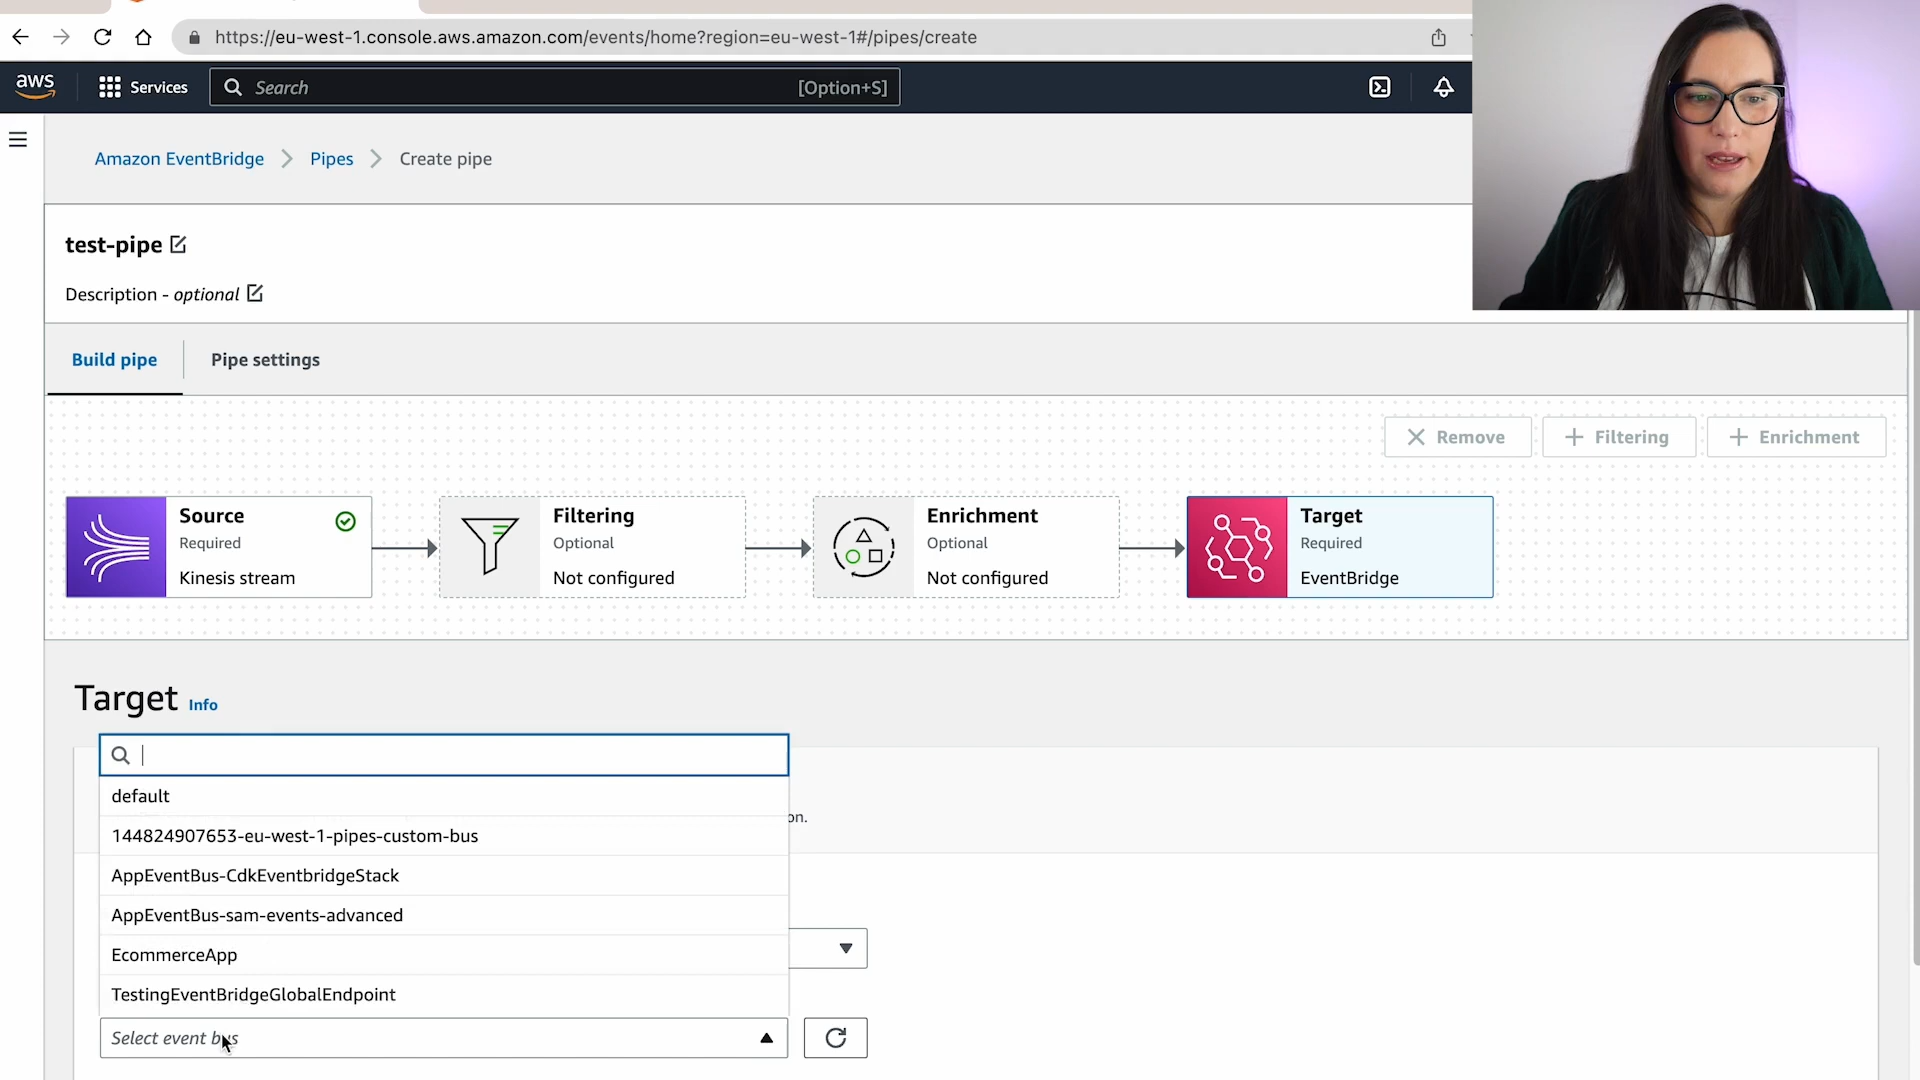 https://eu-west-1.console.aws.amazon.com/events/home?region=eu-west-1#/pipes/create
aws
Services
Search
[Option+S]
Amazon EventBridge
Pipes
Create pipe
test-pipe
Description - optional
Build pipe
Pipe settings
Remove
Filtering
Enrichment
Source
Required
Kinesis stream
Filtering
Optional
Not configured
Enrichment
Optional
Not configured
Target
Required
EventBridge
Target Info
default
on.
144824907653-eu-west-1-pipes-custom-bus
AppEventBus-CdkEventbridgeStack
AppEventBus-sam-events-advanced
EcommerceApp
TestingEventBridgeGlobalEndpoint
Select event bus